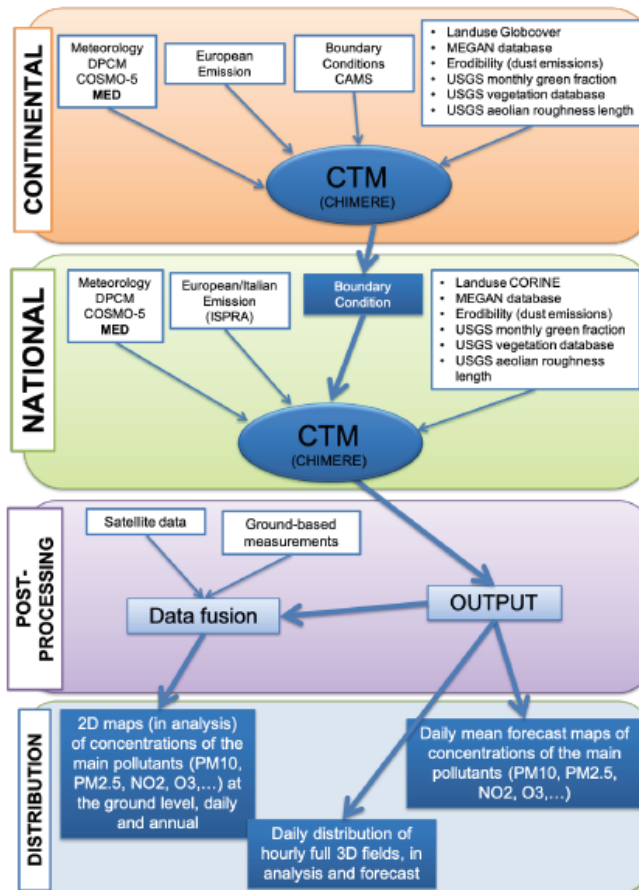 CONTINENTAL
Meteorology
DPCM
COSMO-5
MED
European
Emission
Boundary
Conditions
CAMS
• Landuse Globcover
• MEGAN database
• Erodibility (dust emissions)
• USGS monthly green fraction
• USGS vegetation database
• USGS aeolian roughness length
CTM
(CHIMERE)
NATIONAL
Meteorology
DPCM
COSMO-5
MED
European/Italian
Emission
(ISPRA)
Boundary
Condition
• Landuse CORINE
• MEGAN database
• Erodibility (dust emissions)
• USGS monthly green fraction
• USGS vegetation database
• USGS aeolian roughness
length
CTM
(CHIMERE)
POST-
PROCESSING
Satellite data
Ground-based
measurements
Data fusion
OUTPUT
DISTRIBUTION
2D maps (in analysis)
of concentrations of the
main pollutants (PM10,
PM2.5, NO2, O3,...) at
the ground level, daily
and annual
Daily distribution of
hourly full 3D fields, in
analysis and forecast
Daily mean forecast maps of
concentrations of the main
pollutants (PM10, PM2.5,
NO2, O3,...)